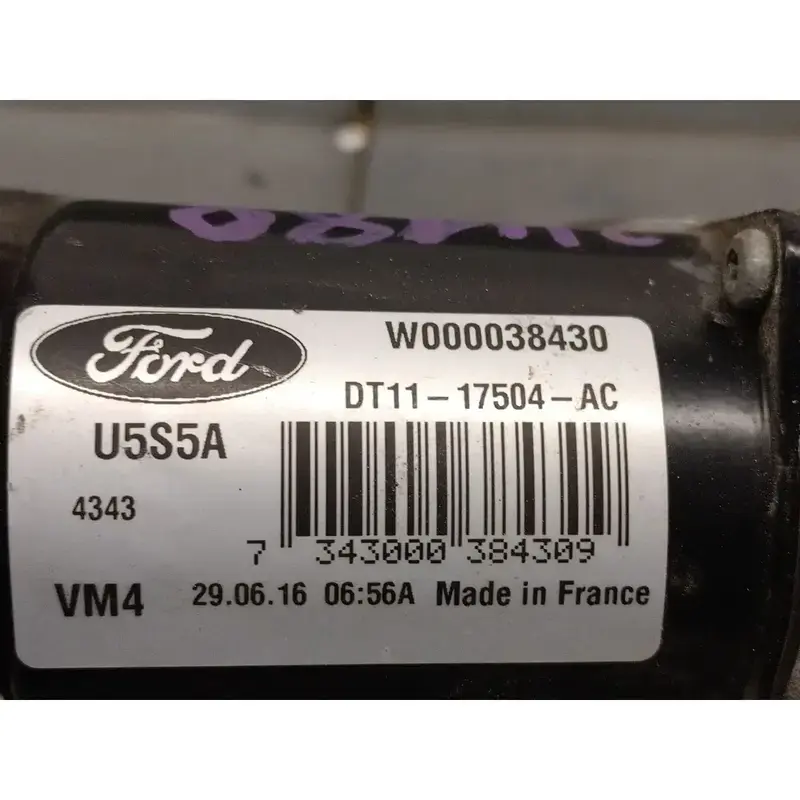 Ford
W000038430
DT11-17504-AC
U5S5A
4343
7 343000 384309
VM4
29.06.16 06:56A Made in France